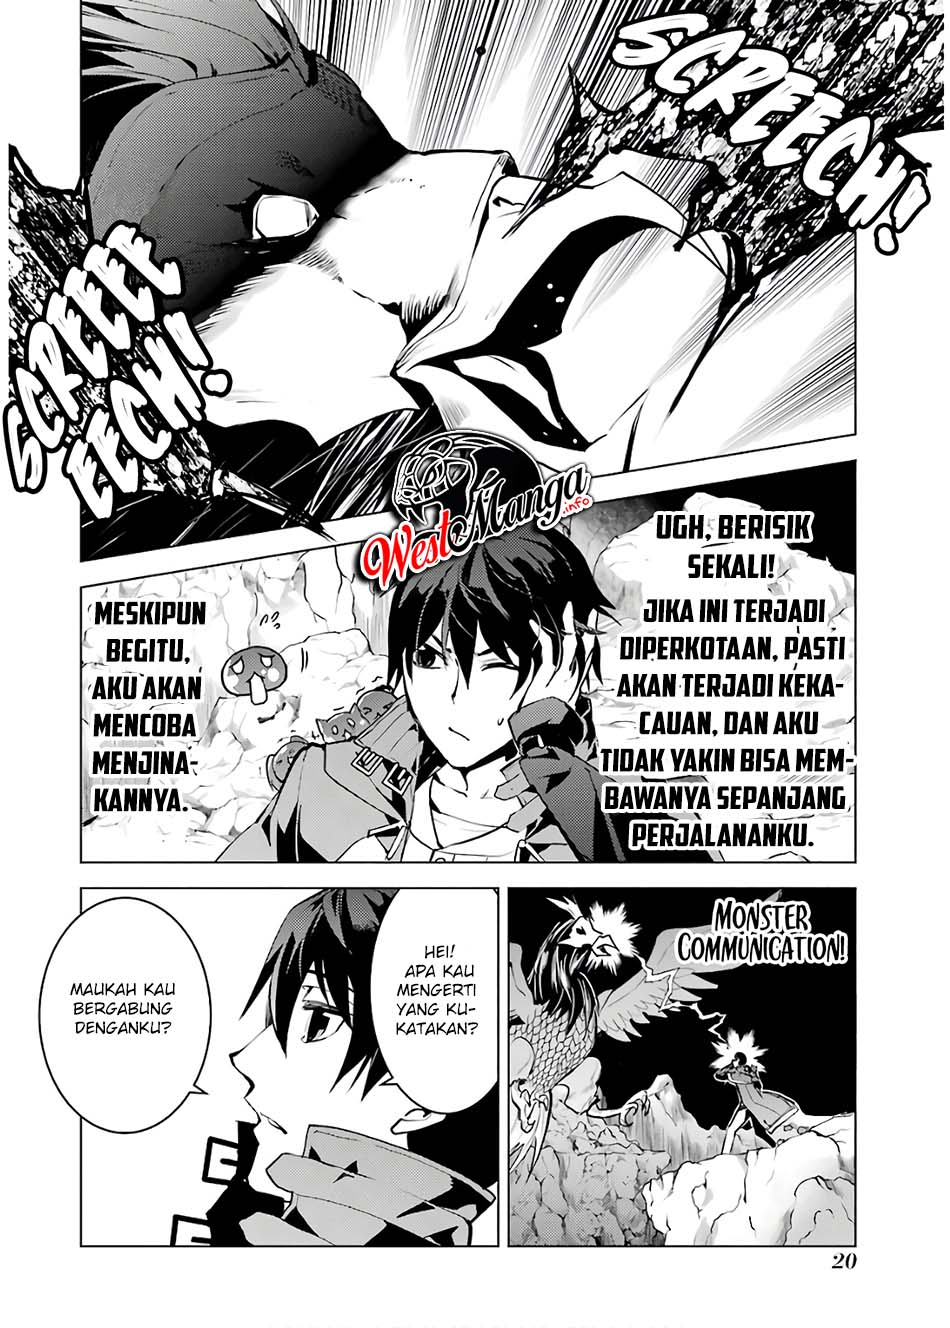 SCREECH!
SCREEE
EECH!
WestManga
.info
UGH, BERISIK
SEKALI!
JIKA INI TERJADI
DIPERKOTAAN, PASTI
AKAN TERJADI KEKA-
CAUAN, DAN AKU
TIDAK YAKIN BISA MEM-
BAWANYA SEPANJANG
PERJALANANKU.
MESKIPUN
BEGITU,
AKU AKAN
MENCOBA
MENJINA-
KANNYA.
MONSTER
COMMUNICATION!
HEI!
APA KAU
MENGERTI
YANG KU-
KATAKAN?
MAUKAH KAU
BERGABUNG
DENGANKU?
20